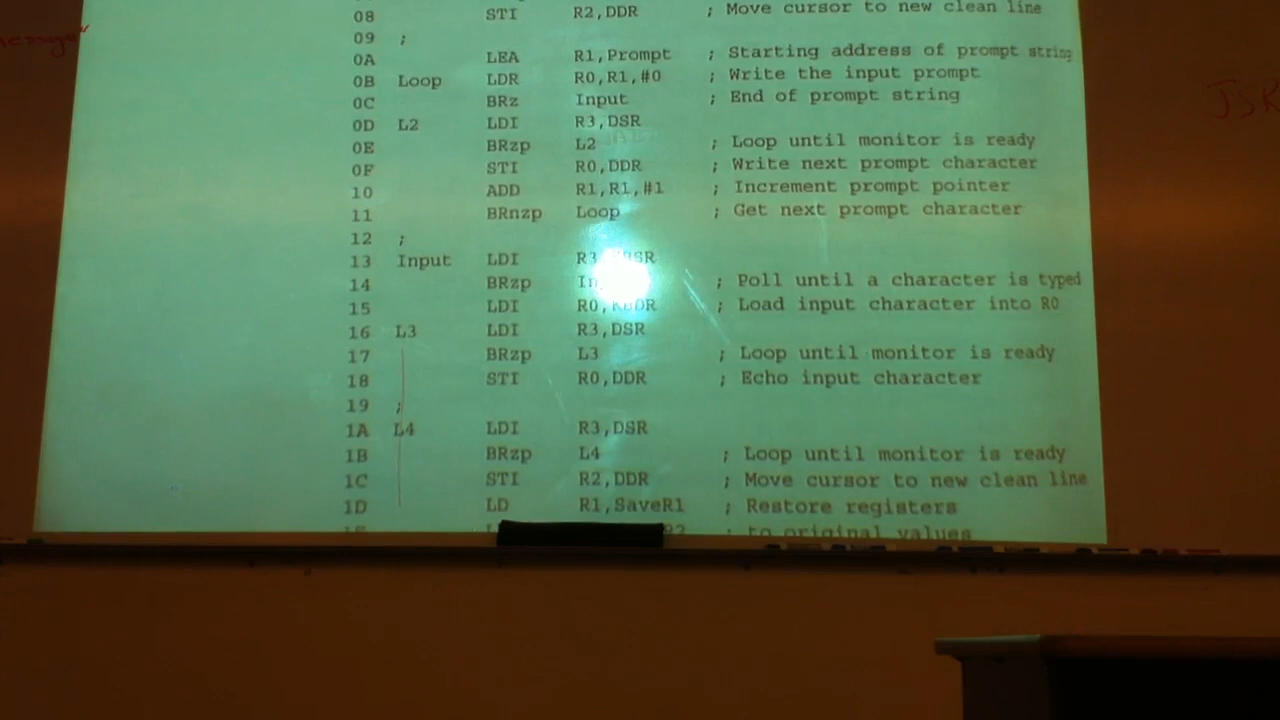 08 STI R2,DDR ; Move cursor to new clean line
09 ;
0A LEA R1,Prompt ; Starting address of prompt string
0B Loop LDR R0,R1,#0 ; Write the input prompt
0C BRz Input ; End of prompt string
0D L2 LDI R3,DSR
0E BRzp L2 ; Loop until monitor is ready
0F STI R0,DDR ; Write next prompt character
10 ADD R1,R1,#1 ; Increment prompt pointer
11 BRnzp Loop ; Get next prompt character
12 ;
13 Input LDI R3,KBSR
14 BRzp ; Poll until a character is typed
15 LDI R0,KBDR ; Load input character into R0
16 L3 LDI R3,DSR
17 BRzp L3 ; Loop until monitor is ready
18 STI R0,DDR ; Echo input character
19 ;
1A L4 LDI R3,DSR
1B BRzp L4 ; Loop until monitor is ready
1C STI R2,DDR ; Move cursor to new clean line
1D LD R1,SaveR1 ; Restore registers
; to original values
JSR